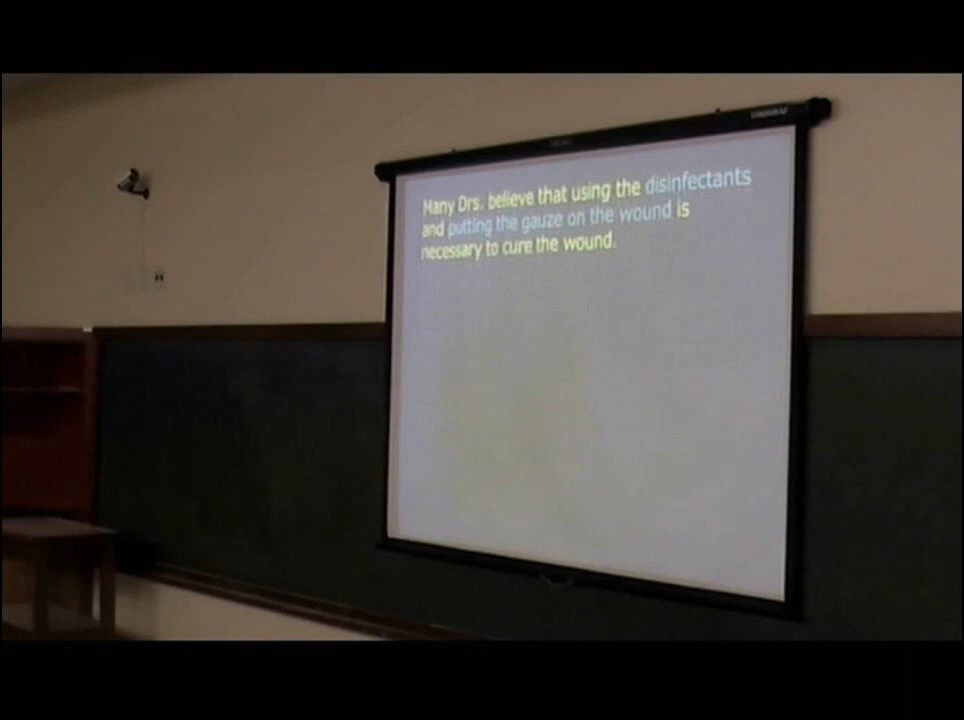 Many Drs. believe that using the disinfectants
and putting the gauze on the wound is
necessary to cure the wound.